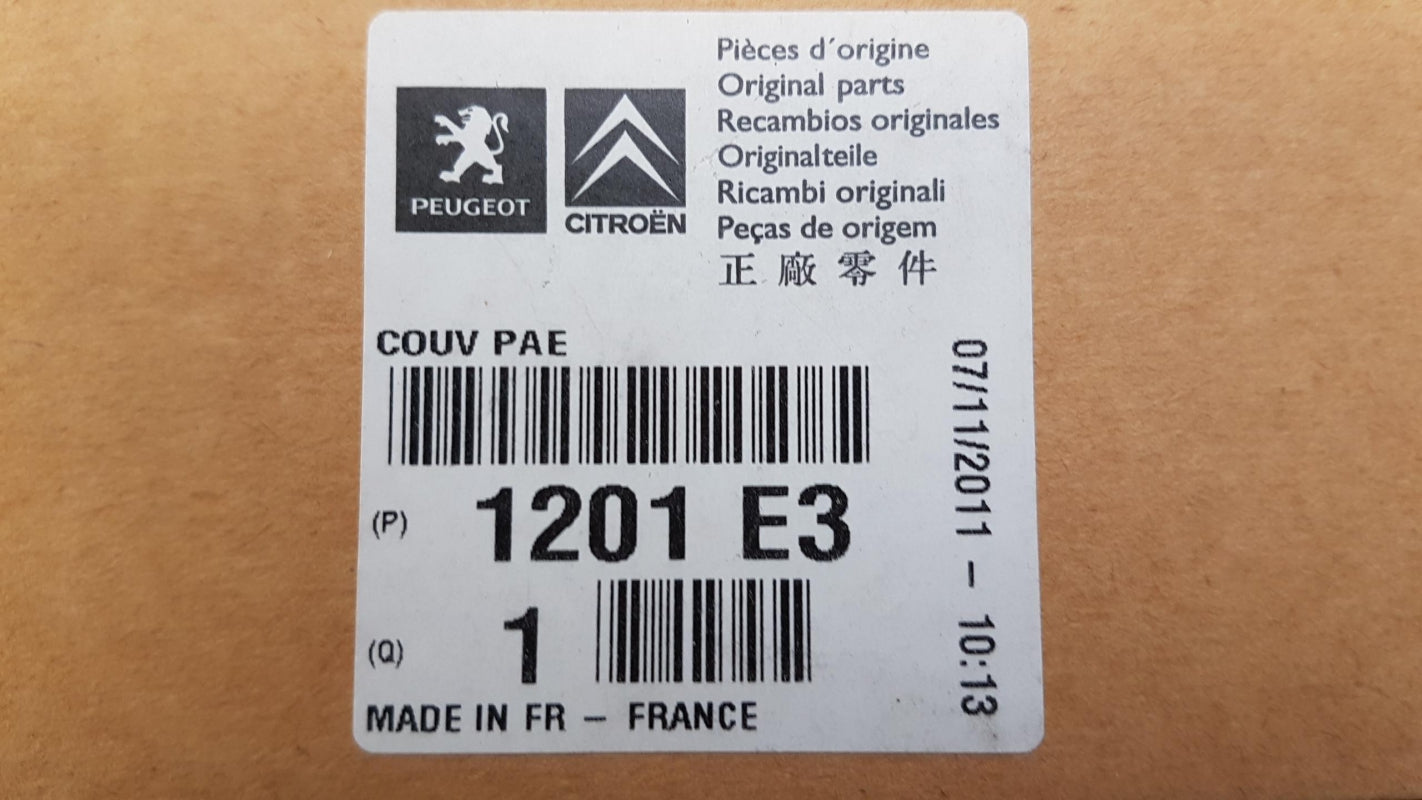 PEUGEOT
CITROËN
Pièces d´origine
Original parts
Recambios originales
Originalteile
Ricambi originali
Peças de origem
正廠零件
COUV PAE
(P) 1201 E3
(Q) 1
MADE IN FR – FRANCE
07/11/2011 – 10:13